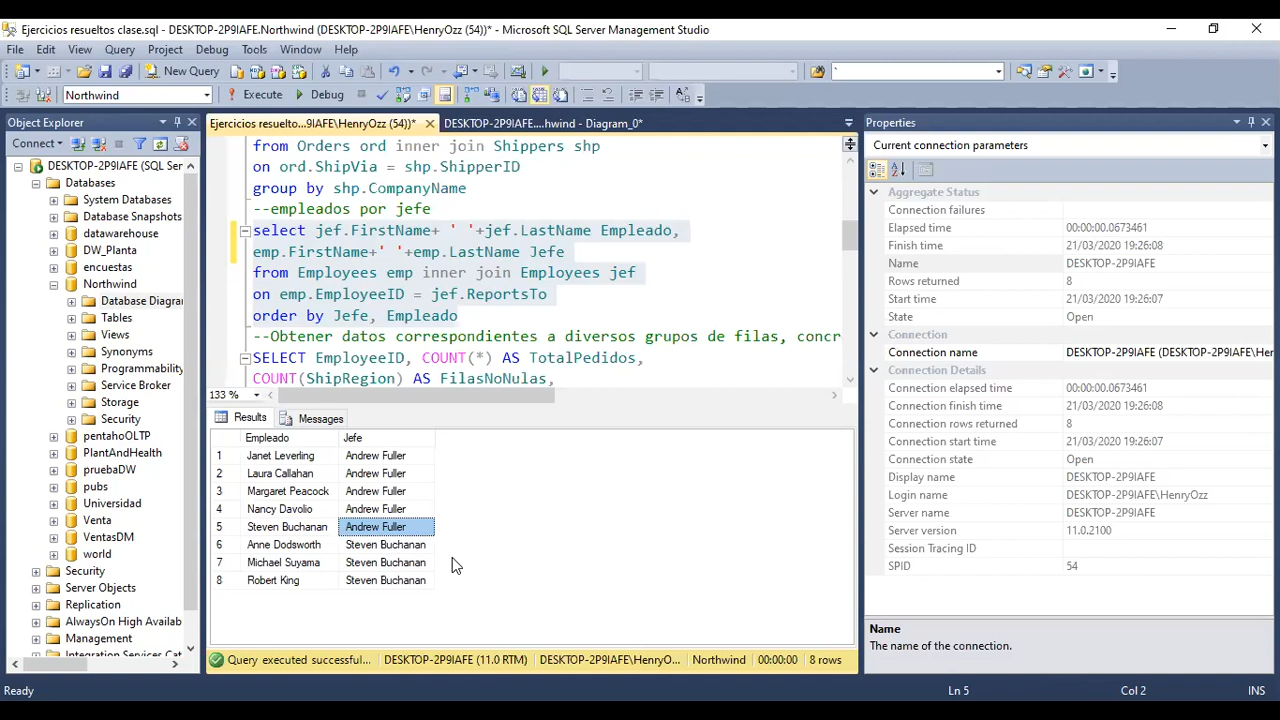 Ejercicios resueltos clase.sql - DESKTOP-2P9IAFE.Northwind (DESKTOP-2P9IAFE\HenryOzz (54))* - Microsoft SQL Server Management Studio
File Edit View Query Project Debug Tools Window Help
New Query
Northwind Execute Debug
Object Explorer
Connect
DESKTOP-2P9IAFE (SQL Ser
Databases
System Databases
Database Snapshots
datawarehouse
DW_Planta
encuestas
Northwind
Database Diagra
Tables
Views
Synonyms
Programmability
Service Broker
Storage
Security
pentahoOLTP
PlantAndHealth
pruebaDW
pubs
Universidad
Venta
VentasDM
world
Security
Server Objects
Replication
AlwaysOn High Availab
Management
Integration Services Cat
Ejercicios resuelto...9IAFE\HenryOzz (54))* DESKTOP-2P9IAFE....hwind - Diagram_0*
from Orders ord inner join Shippers shp
on ord.ShipVia = shp.ShipperID
group by shp.CompanyName
--empleados por jefe
select jef.FirstName+ ' '+jef.LastName Empleado,
emp.FirstName+' '+emp.LastName Jefe
from Employees emp inner join Employees jef
on emp.EmployeeID = jef.ReportsTo
order by Jefe, Empleado
--Obtener datos correspondientes a diversos grupos de filas, concr
SELECT EmployeeID, COUNT(*) AS TotalPedidos,
COUNT(ShipRegion) AS FilasNoNulas,
133 %
Results Messages
Empleado Jefe
1 Janet Leverling Andrew Fuller
2 Laura Callahan Andrew Fuller
3 Margaret Peacock Andrew Fuller
4 Nancy Davolio Andrew Fuller
5 Steven Buchanan Andrew Fuller
6 Anne Dodsworth Steven Buchanan
7 Michael Suyama Steven Buchanan
8 Robert King Steven Buchanan
Query executed successful... DESKTOP-2P9IAFE (11.0 RTM) DESKTOP-2P9IAFE\HenryO... Northwind 00:00:00 8 rows
Properties
Current connection parameters
Aggregate Status
Connection failures
Elapsed time 00:00:00.0673461
Finish time 21/03/2020 19:26:08
Name DESKTOP-2P9IAFE
Rows returned 8
Start time 21/03/2020 19:26:07
State Open
Connection
Connection name DESKTOP-2P9IAFE (DESKTOP-2P9IAFE\Her
Connection Details
Connection elapsed time 00:00:00.0673461
Connection finish time 21/03/2020 19:26:08
Connection rows returned 8
Connection start time 21/03/2020 19:26:07
Connection state Open
Display name DESKTOP-2P9IAFE
Login name DESKTOP-2P9IAFE\HenryOzz
Server name DESKTOP-2P9IAFE
Server version 11.0.2100
Session Tracing ID
SPID 54
Name
The name of the connection.
Ready Ln 5 Col 2 INS